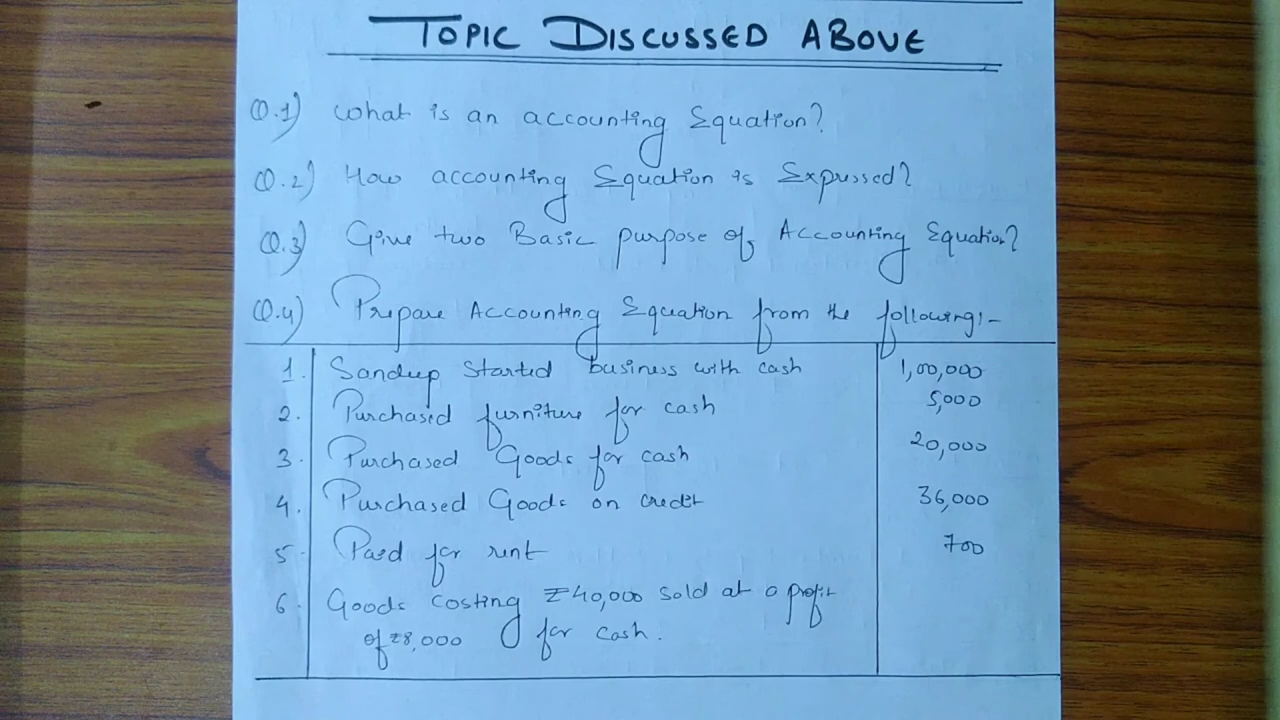 TOPIC DISCUSSED ABOVE
Q.1) What is an accounting Equation?
Q.2) How accounting Equation is Expressed?
Q.3) Give two Basic purpose of Accounting Equation?
Q.4) Prepare Accounting Equation from the following:-
1. Sandeep Started business with cash 1,00,000
2. Purchased furniture for cash 5,000
3. Purchased Goods for cash 20,000
4. Purchased Goods on credit 36,000
5. Paid for rent 700
6. Goods costing ₹40,000 sold at a profit
of ₹8,000 for cash.